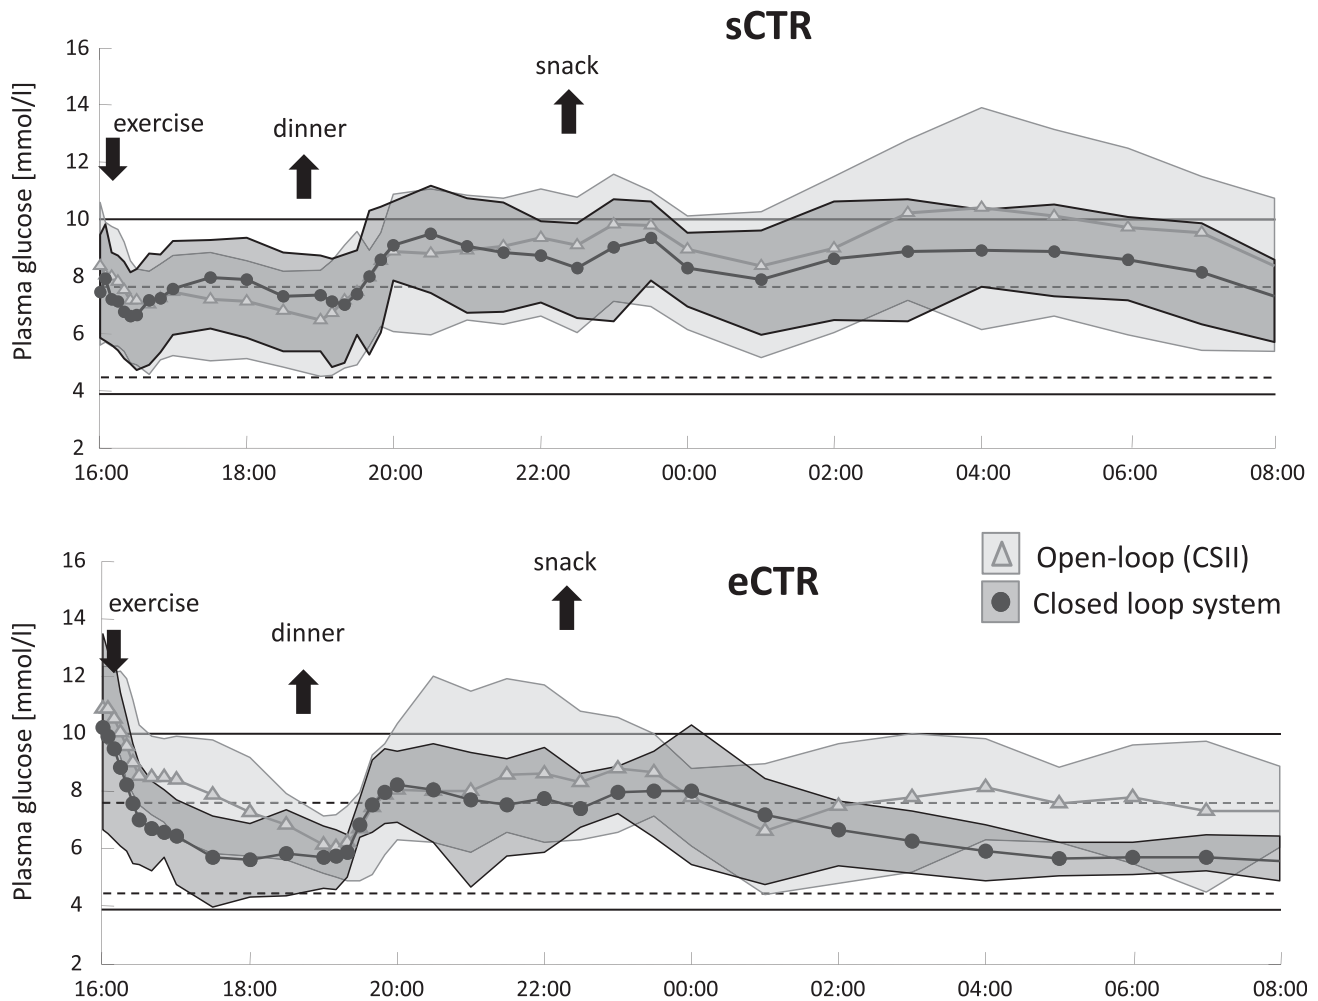 sCTR
Plasma glucose [mmol/l]
16
14
12
10
8
6
4
2
exercise
dinner
snack
16:00 18:00 20:00 22:00 00:00 02:00 04:00 06:00 08:00
eCTR
Plasma glucose [mmol/l]
16
14
12
10
8
6
4
2
exercise
dinner
snack
Open-loop (CSII)
Closed loop system
16:00 18:00 20:00 22:00 00:00 02:00 04:00 06:00 08:00